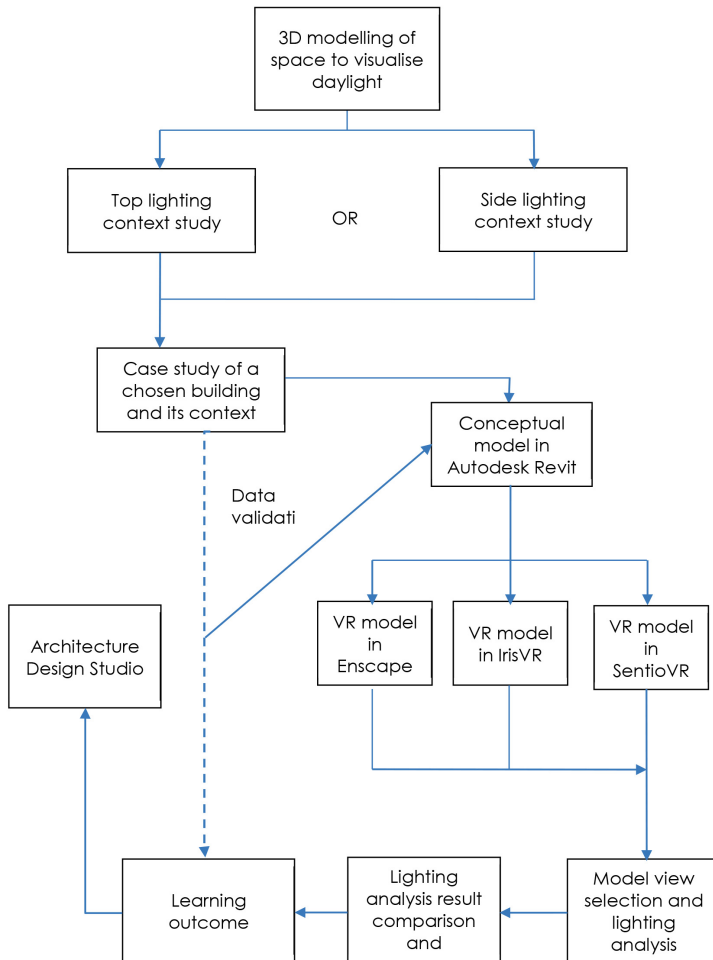 3D modelling of
space to visualise
daylight
Top lighting
context study
OR
Side lighting
context study
Case study of a
chosen building
and its context
Conceptual
model in
Autodesk Revit
Data
validati
Architecture
Design Studio
VR model
in
Enscape
VR model
in IrisVR
VR model
in
SentioVR
Learning
outcome
Lighting
analysis result
comparison
and
Model view
selection and
lighting
analysis